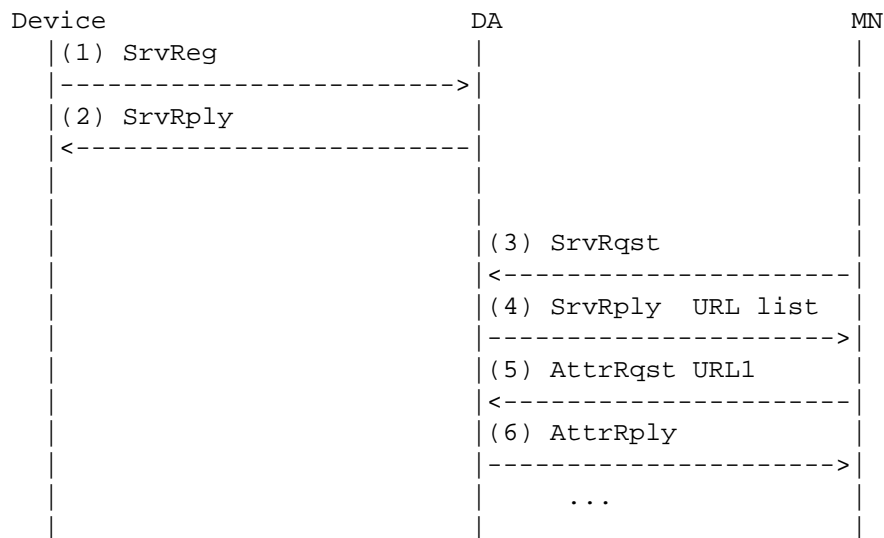 Device DA MN
(1) SrvReg
(2) SrvRply
(3) SrvRqst
(4) SrvRply URL list
(5) AttrRqst URL1
(6) AttrRply
...